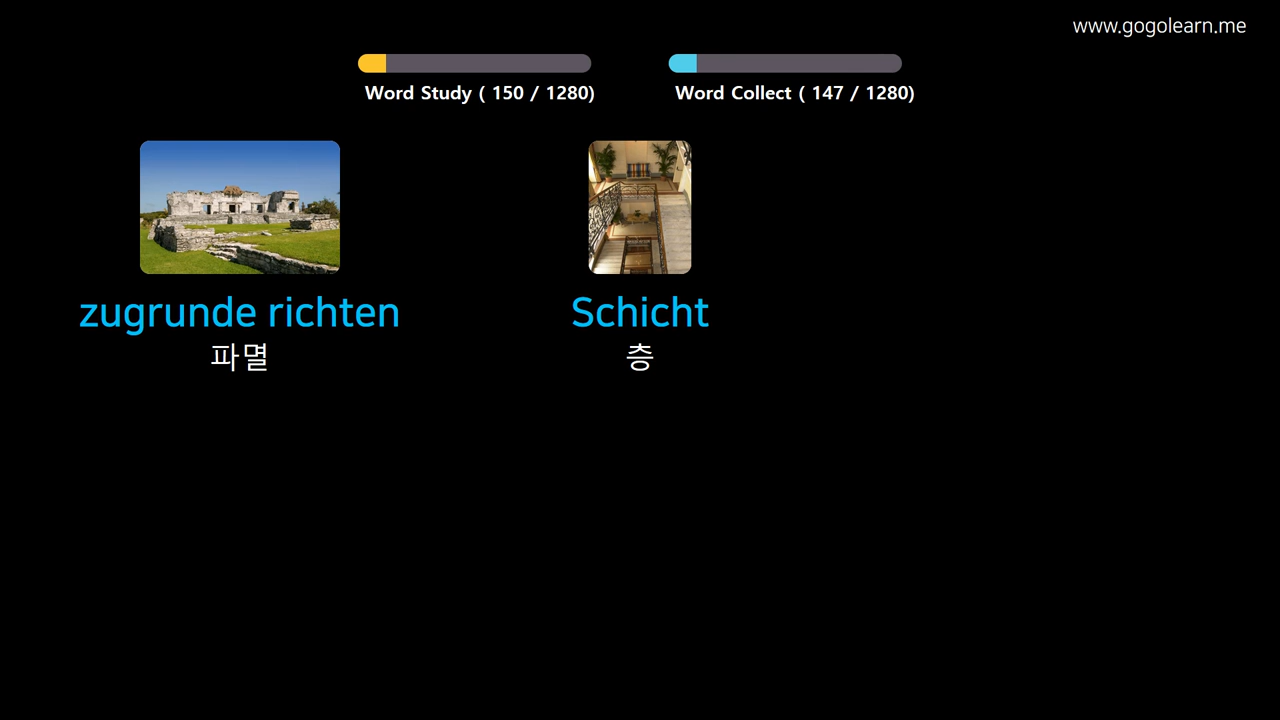 www.gogolearn.me
Word Study ( 150 / 1280)
Word Collect ( 147 / 1280)
zugrunde richten
파멸
Schicht
층